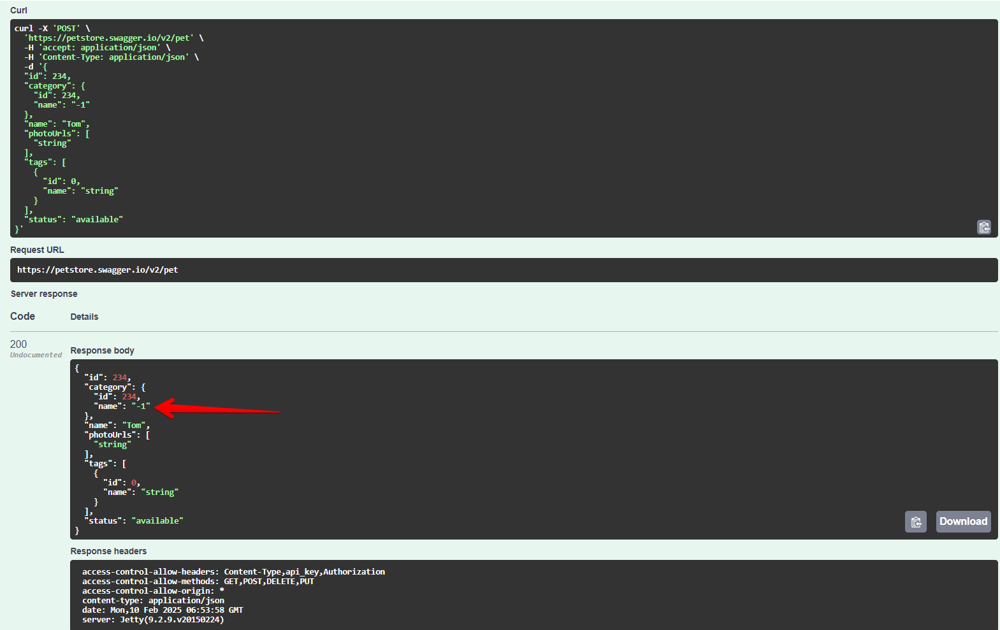 Curl
curl -X 'POST' \
  'https://petstore.swagger.io/v2/pet' \
  -H 'accept: application/json' \
  -H 'Content-Type: application/json' \
  -d '{
  "id": 234,
  "category": {
    "id": 234,
    "name": "-1"
  },
  "name": "Tom",
  "photoUrls": [
    "string"
  ],
  "tags": [
    {
      "id": 0,
      "name": "string"
    }
  ],
  "status": "available"
}'
Request URL
https://petstore.swagger.io/v2/pet
Server response
Code Details
200
Undocumented
Response body
{
  "id": 234,
  "category": {
    "id": 234,
    "name": "-1"
  },
  "name": "Tom",
  "photoUrls": [
    "string"
  ],
  "tags": [
    {
      "id": 0,
      "name": "string"
    }
  ],
  "status": "available"
}
Download
Response headers
access-control-allow-headers: Content-Type,api_key,Authorization
access-control-allow-methods: GET,POST,DELETE,PUT
access-control-allow-origin: *
content-type: application/json
date: Mon,10 Feb 2025 06:53:58 GMT
server: Jetty(9.2.9.v20150224)